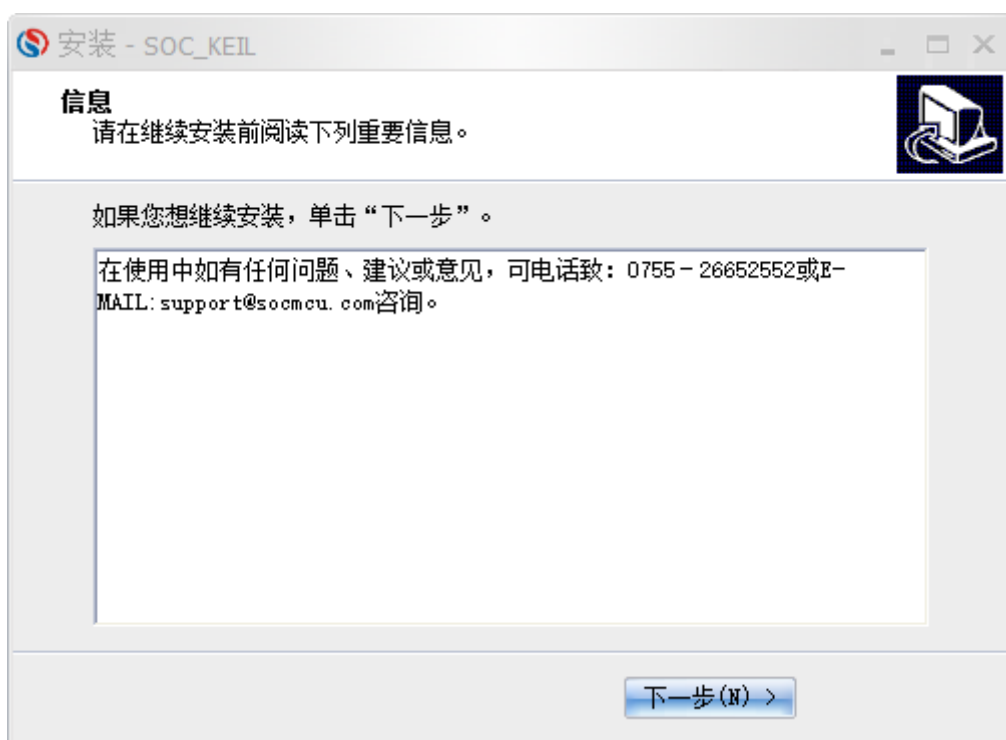 安装 - SOC_KEIL
信息
请在继续安装前阅读下列重要信息。
如果您想继续安装，单击“下一步”。
在使用中如有任何问题、建议或意见，可电话致：0755－26652552或E-
MAIL:support@socmcu.com咨询。
下一步(N) >